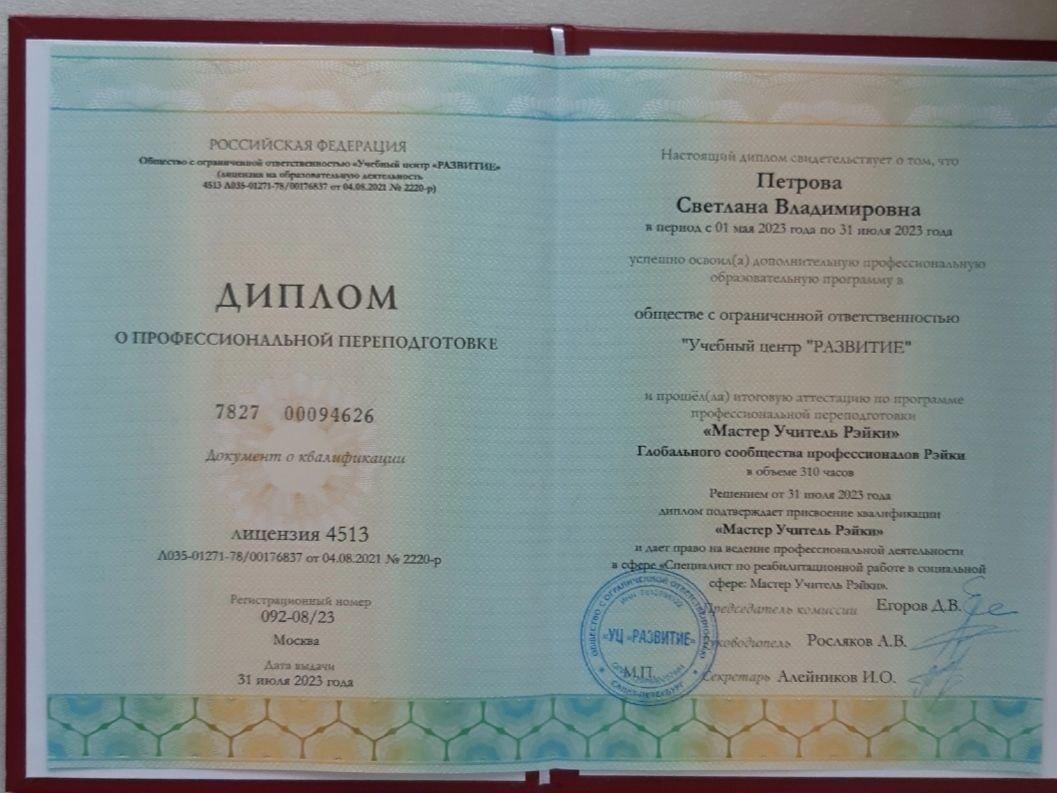 РОССИЙСКАЯ ФЕДЕРАЦИЯ
Общество с ограниченной ответственностью «Учебный центр «РАЗВИТИЕ»
(лицензия на образовательную деятельность
4513 Л035-01271-78/00176837 от 04.08.2021 № 2220-р)
ДИПЛОМ
О ПРОФЕССИОНАЛЬНОЙ ПЕРЕПОДГОТОВКЕ
7827 00094626
Документ о квалификации
лицензия 4513
Л035-01271-78/00176837 от 04.08.2021 № 2220-р
Регистрационный номер
092-08/23
Москва
Дата выдачи
31 июля 2023 года
Настоящий диплом свидетельствует о том, что
Петрова
Светлана Владимировна
в период с 01 мая 2023 года по 31 июля 2023 года
успешно освоил(а) дополнительную профессиональную
образовательную программу в
обществе с ограниченной ответственностью
"Учебный центр "РАЗВИТИЕ"
и прошёл(ла) итоговую аттестацию по программе
профессиональной переподготовки
«Мастер Учитель Рэйки»
Глобального сообщества профессионалов Рэйки
в объеме 310 часов
Решением от 31 июля 2023 года
диплом подтверждает присвоение квалификации
«Мастер Учитель Рэйки»
и дает право на ведение профессиональной деятельности
в сфере «Специалист по реабилитационной работе в социальной
сфере: Мастер Учитель Рэйки».
Председатель комиссии Егоров Д.В.
Руководитель Росляков А.В.
М.П. Секретарь Алейников И.О.
ОБЩЕСТВО С ОГРАНИЧЕННОЙ ОТВЕТСТВЕННОСТЬЮ
ИНН
«УЦ «РАЗВИТИЕ»
САНКТ-ПЕТЕРБУРГ